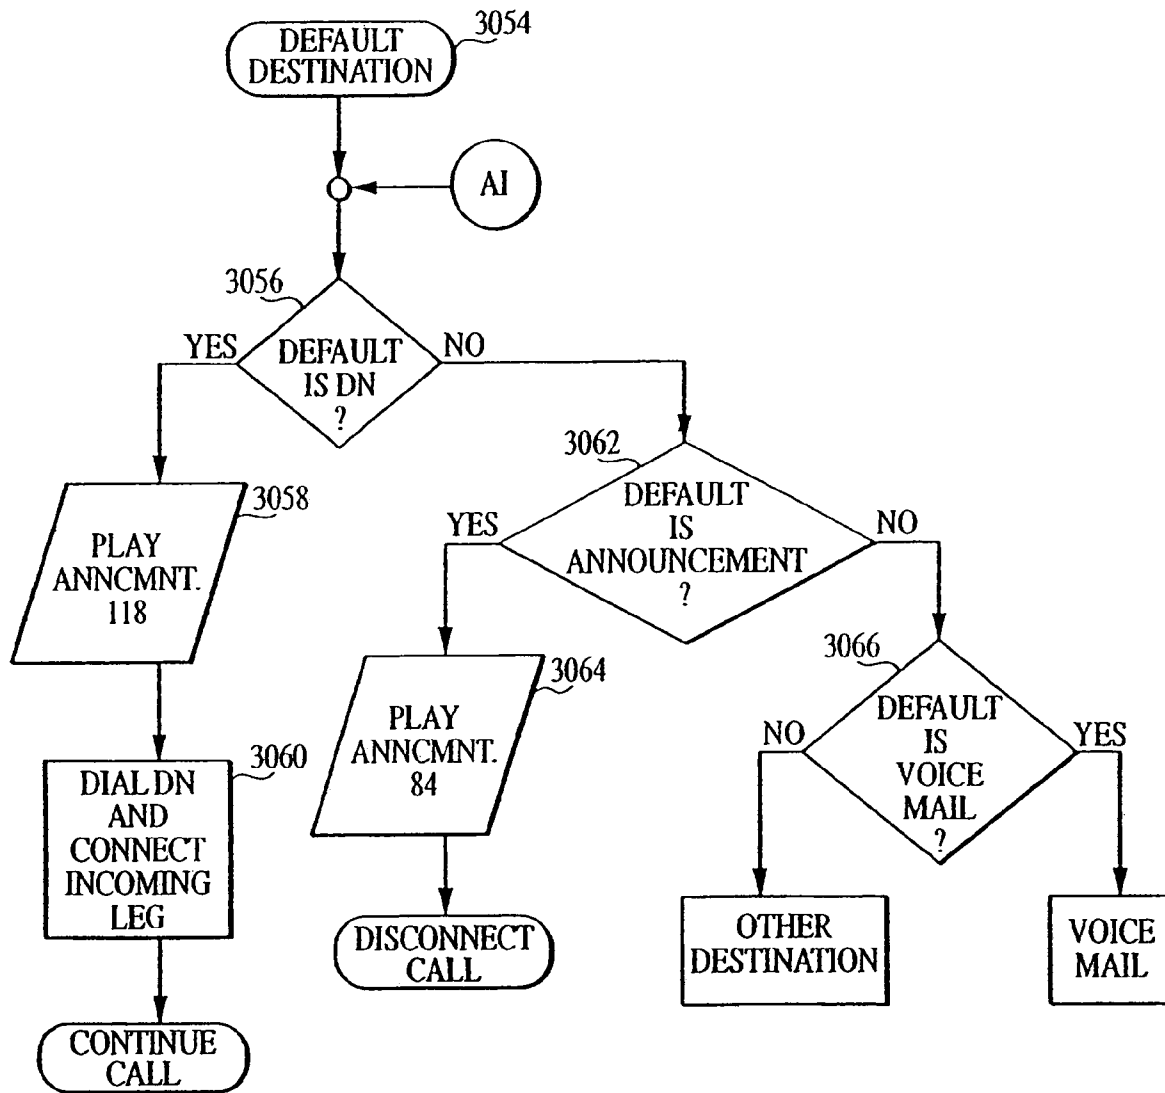 3054
DEFAULT
DESTINATION
AI
3056
YES
NO
DEFAULT
IS DN
?
3062
3058
DEFAULT
IS
ANNOUNCEMENT
?
YES
NO
PLAY
ANNCMNT.
118
3066
3064
DEFAULT
IS
VOICE
MAIL
?
NO
YES
PLAY
ANNCMNT.
84
3060
DIAL DN
AND
CONNECT
INCOMING
LEG
DISCONNECT
CALL
OTHER
DESTINATION
VOICE
MAIL
CONTINUE
CALL